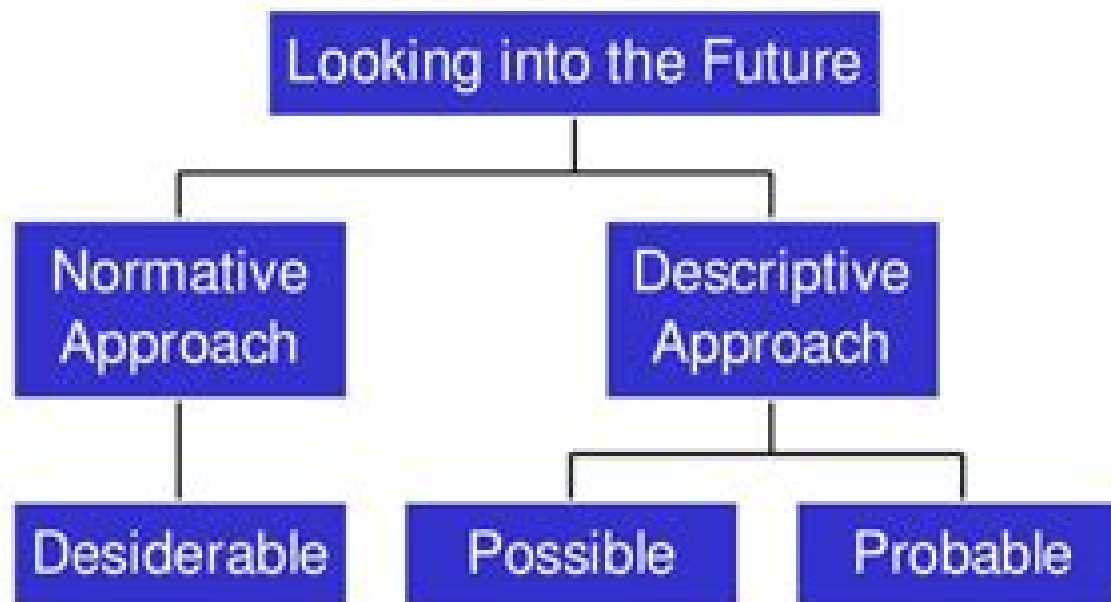 Looking into the Future
Normative
Approach
Descriptive
Approach
Desiderable
Possible
Probable